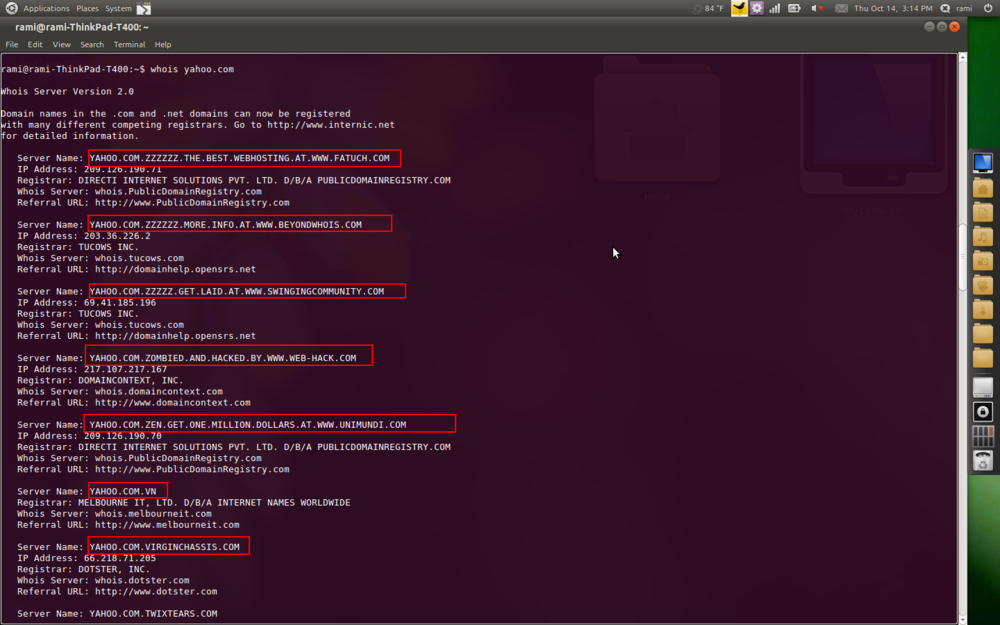 Applications Places System
84 °F
Thu Oct 14, 3:14 PM
rami
rami@rami-ThinkPad-T400: ~
File Edit View Search Terminal Help
rami@rami-ThinkPad-T400:~$ whois yahoo.com
Whois Server Version 2.0
Domain names in the .com and .net domains can now be registered
with many different competing registrars. Go to http://www.internic.net
for detailed information.
Server Name: YAHOO.COM.ZZZZZZ.THE.BEST.WEBHOSTING.AT.WWW.FATUCH.COM
IP Address: 209.126.190.71
Registrar: DIRECTI INTERNET SOLUTIONS PVT. LTD. D/B/A PUBLICDOMAINREGISTRY.COM
Whois Server: whois.PublicDomainRegistry.com
Referral URL: http://www.PublicDomainRegistry.com
Server Name: YAHOO.COM.ZZZZZZ.MORE.INFO.AT.WWW.BEYONDWHOIS.COM
IP Address: 203.36.226.2
Registrar: TUCOWS INC.
Whois Server: whois.tucows.com
Referral URL: http://domainhelp.opensrs.net
Server Name: YAHOO.COM.ZZZZZ.GET.LAID.AT.WWW.SWINGINGCOMMUNITY.COM
IP Address: 69.41.185.196
Registrar: TUCOWS INC.
Whois Server: whois.tucows.com
Referral URL: http://domainhelp.opensrs.net
Server Name: YAHOO.COM.ZOMBIED.AND.HACKED.BY.WWW.WEB-HACK.COM
IP Address: 217.107.217.167
Registrar: DOMAINCONTEXT, INC.
Whois Server: whois.domaincontext.com
Referral URL: http://www.domaincontext.com
Server Name: YAHOO.COM.ZEN.GET.ONE.MILLION.DOLLARS.AT.WWW.UNIMUNDI.COM
IP Address: 209.126.190.70
Registrar: DIRECTI INTERNET SOLUTIONS PVT. LTD. D/B/A PUBLICDOMAINREGISTRY.COM
Whois Server: whois.PublicDomainRegistry.com
Referral URL: http://www.PublicDomainRegistry.com
Server Name: YAHOO.COM.VN
Registrar: MELBOURNE IT, LTD. D/B/A INTERNET NAMES WORLDWIDE
Whois Server: whois.melbourneit.com
Referral URL: http://www.melbourneit.com
Server Name: YAHOO.COM.VIRGINCHASSIS.COM
IP Address: 66.218.71.205
Registrar: DOTSTER, INC.
Whois Server: whois.dotster.com
Referral URL: http://www.dotster.com
Server Name: YAHOO.COM.TWIXTEARS.COM